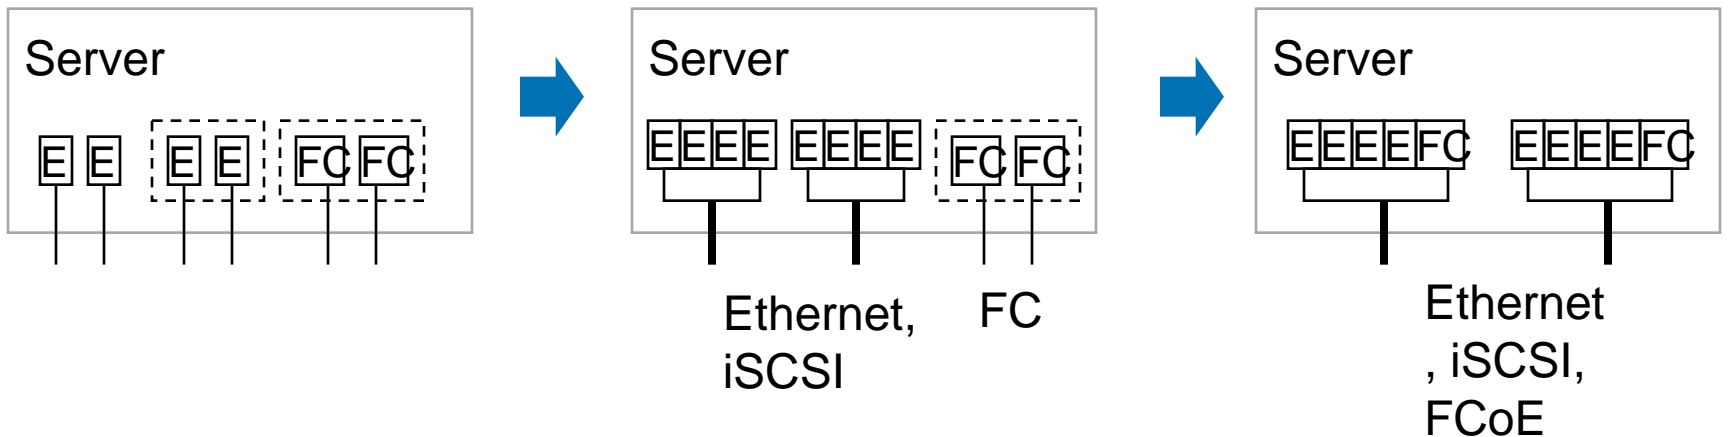 Server
E E E E FC FC
Server
E E E E E E E E FC FC
Ethernet,
iSCSI
FC
Server
E E E E FC E E E E FC
Ethernet
, iSCSI,
FCoE